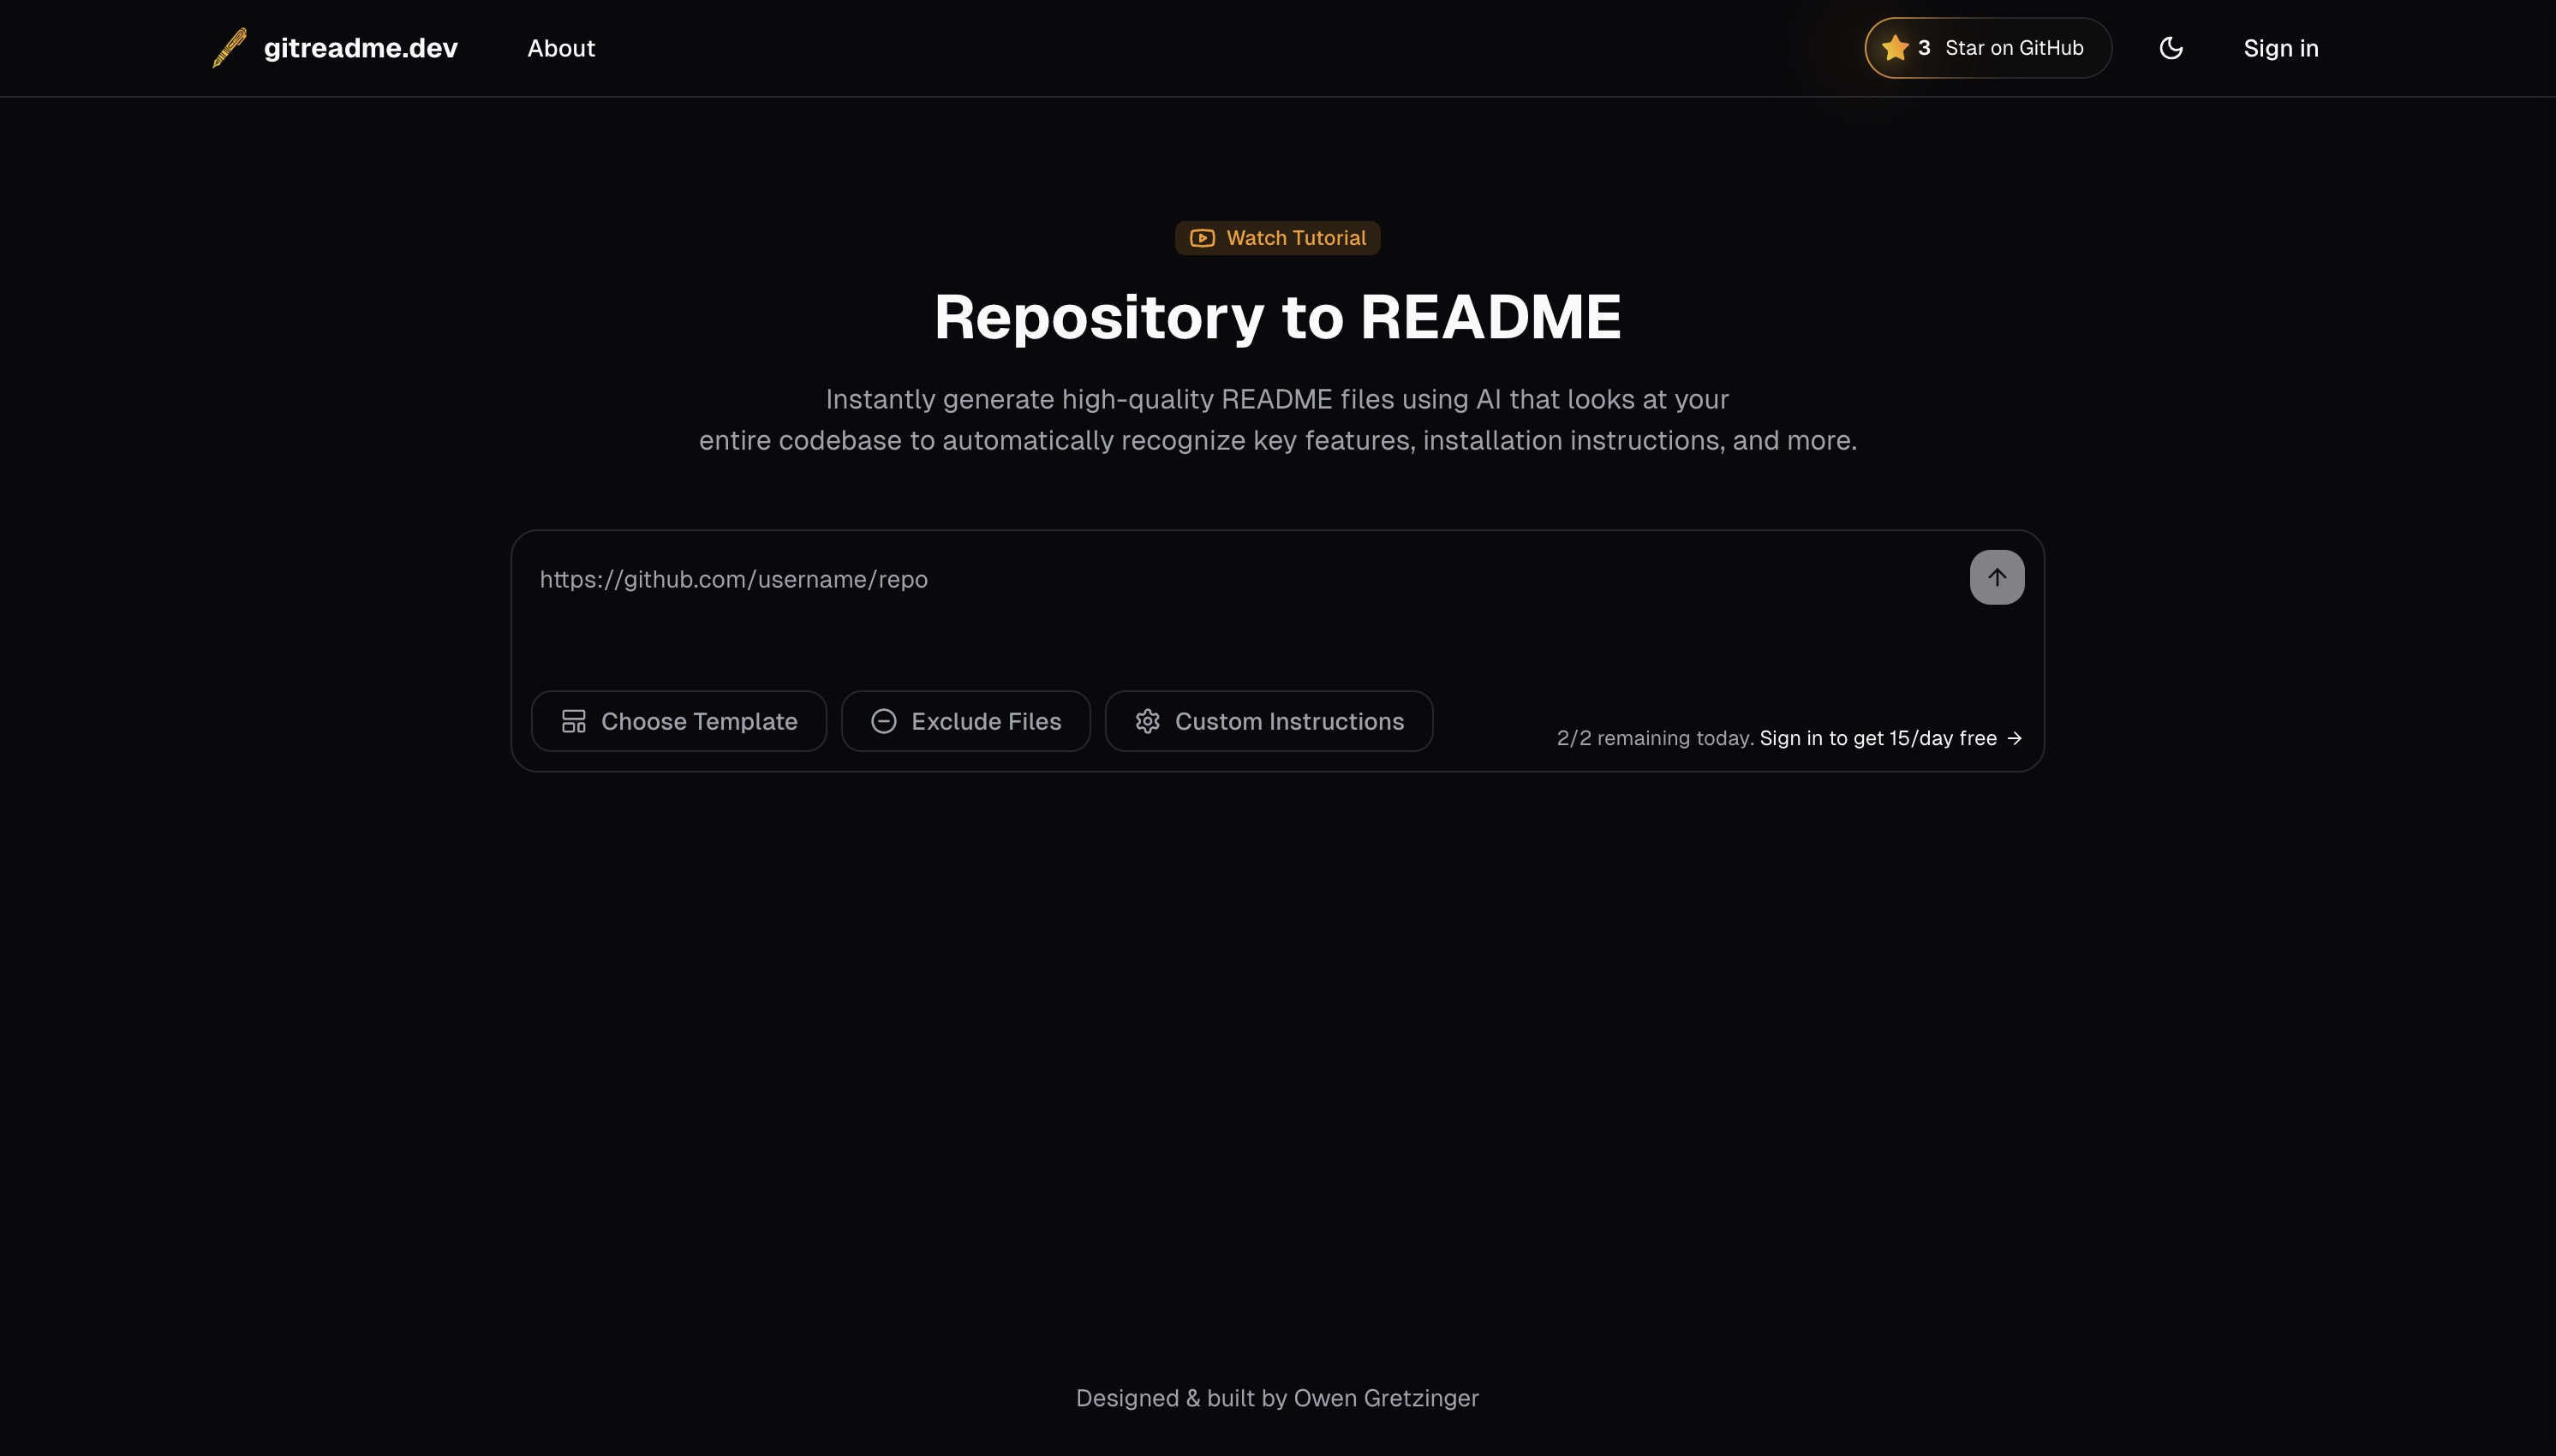 gitreadme.dev
About
3 Star on GitHub
Sign in
Watch Tutorial
Repository to README
Instantly generate high-quality README files using AI that looks at your
entire codebase to automatically recognize key features, installation instructions, and more.
https://github.com/username/repo
Choose Template
Exclude Files
Custom Instructions
2/2 remaining today. Sign in to get 15/day free →
Designed & built by Owen Gretzinger